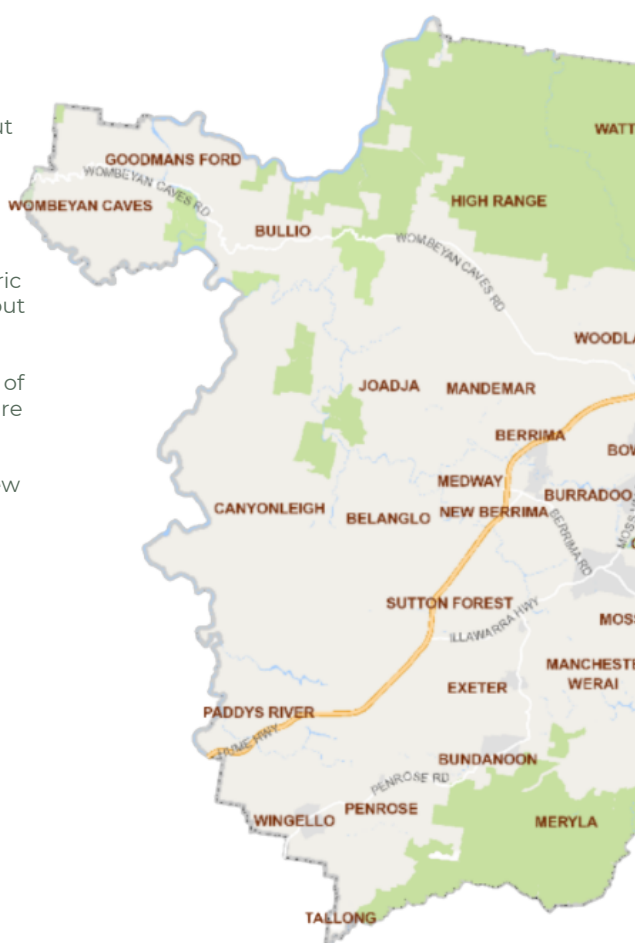 GOODMANS FORD
WOMBEYAN CAVES RD
WOMBEYAN CAVES
BULLIO
HIGH RANGE
WOMBEYAN CAVES RD
of
JOADJA
MANDEMAR
BERRIMA
MEDWAY
BURRADOO
CANYONLEIGH
BELANGLO
NEW BERRIMA
BERRIMA RD
SUTTON FOREST
ILLAWARRA HWY
EXETER
WERAI
PADDYS RIVER
HUME HWY
BUNDANOON
PENROSE RD
PENROSE
WINGELLO
MERYLA
TALLONG